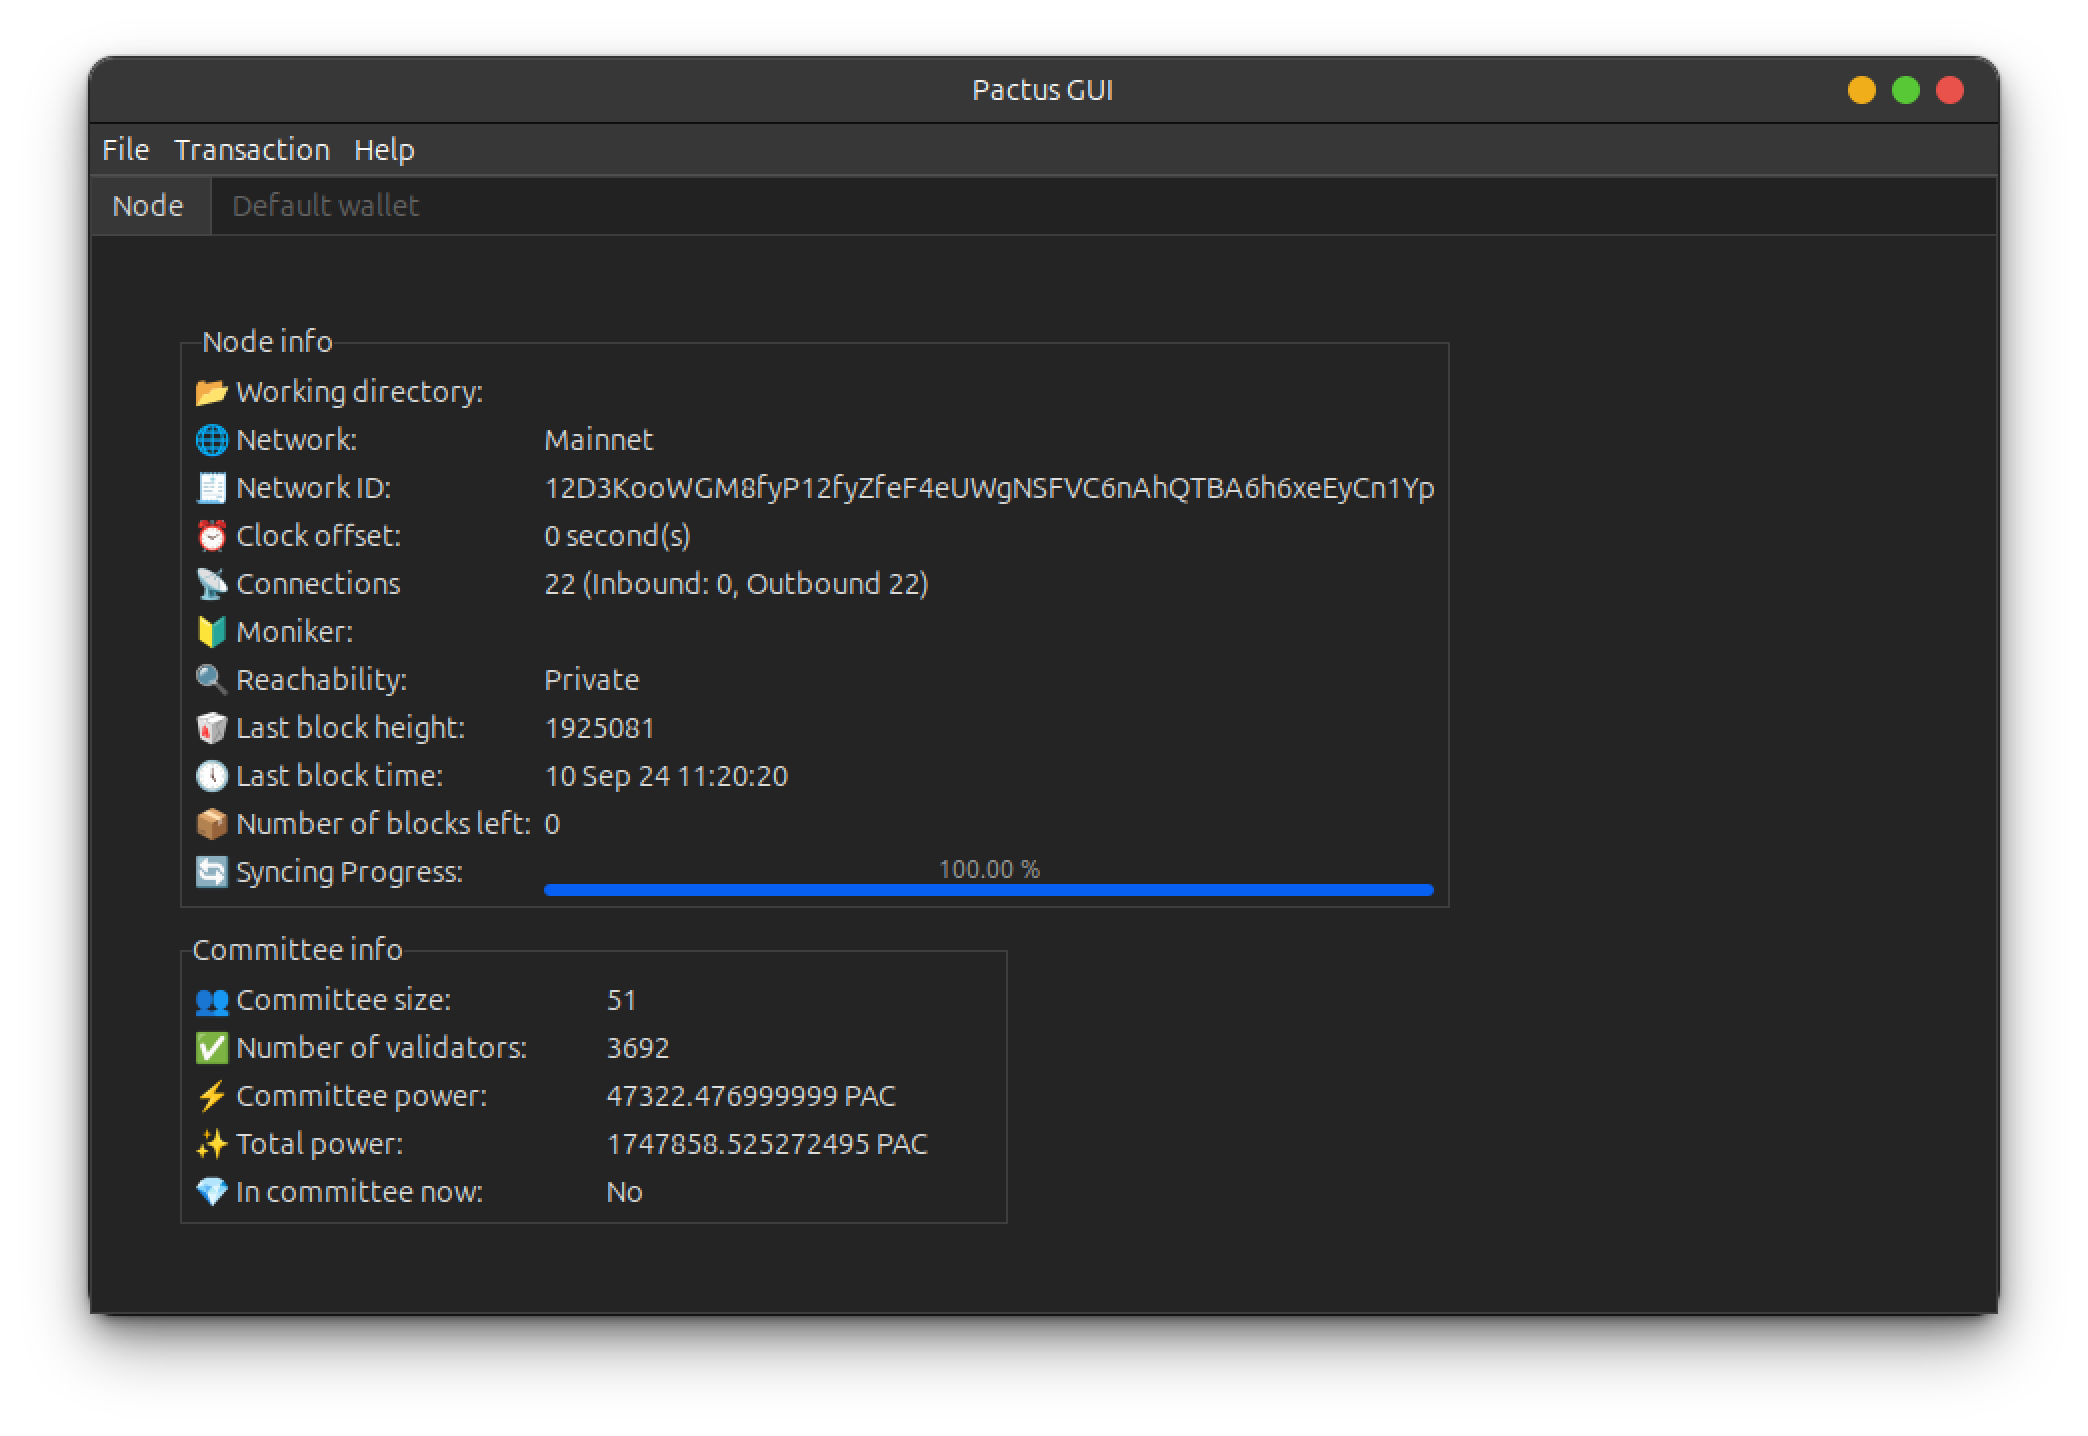 Pactus GUI
File Transaction Help
Node Default wallet
Node info
Working directory:
Network: Mainnet
Network ID: 12D3KooWGM8fyP12fyZfeF4eUWgNSFVC6nAhQTBA6h6xeEyCn1Yp
Clock offset: 0 second(s)
Connections 22 (Inbound: 0, Outbound 22)
Moniker:
Reachability: Private
Last block height: 1925081
Last block time: 10 Sep 24 11:20:20
Number of blocks left: 0
Syncing Progress: 100.00 %
Committee info
Committee size: 51
Number of validators: 3692
Committee power: 47322.476999999 PAC
Total power: 1747858.525272495 PAC
In committee now: No